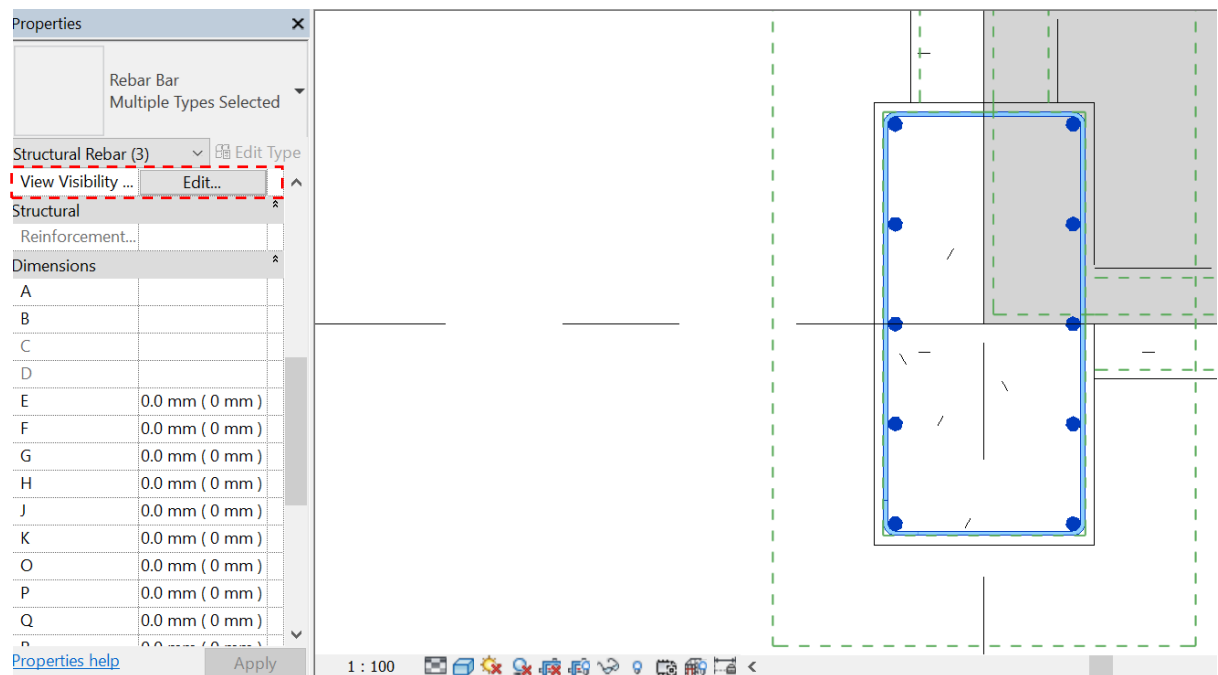 Properties
Rebar Bar
Multiple Types Selected
Structural Rebar (3)
Edit Type
View Visibility ... Edit...
Structural
Reinforcement...
Dimensions
A
B
C
D
E 0.0 mm ( 0 mm )
F 0.0 mm ( 0 mm )
G 0.0 mm ( 0 mm )
H 0.0 mm ( 0 mm )
J 0.0 mm ( 0 mm )
K 0.0 mm ( 0 mm )
O 0.0 mm ( 0 mm )
P 0.0 mm ( 0 mm )
Q 0.0 mm ( 0 mm )
Properties help
Apply
1 : 100